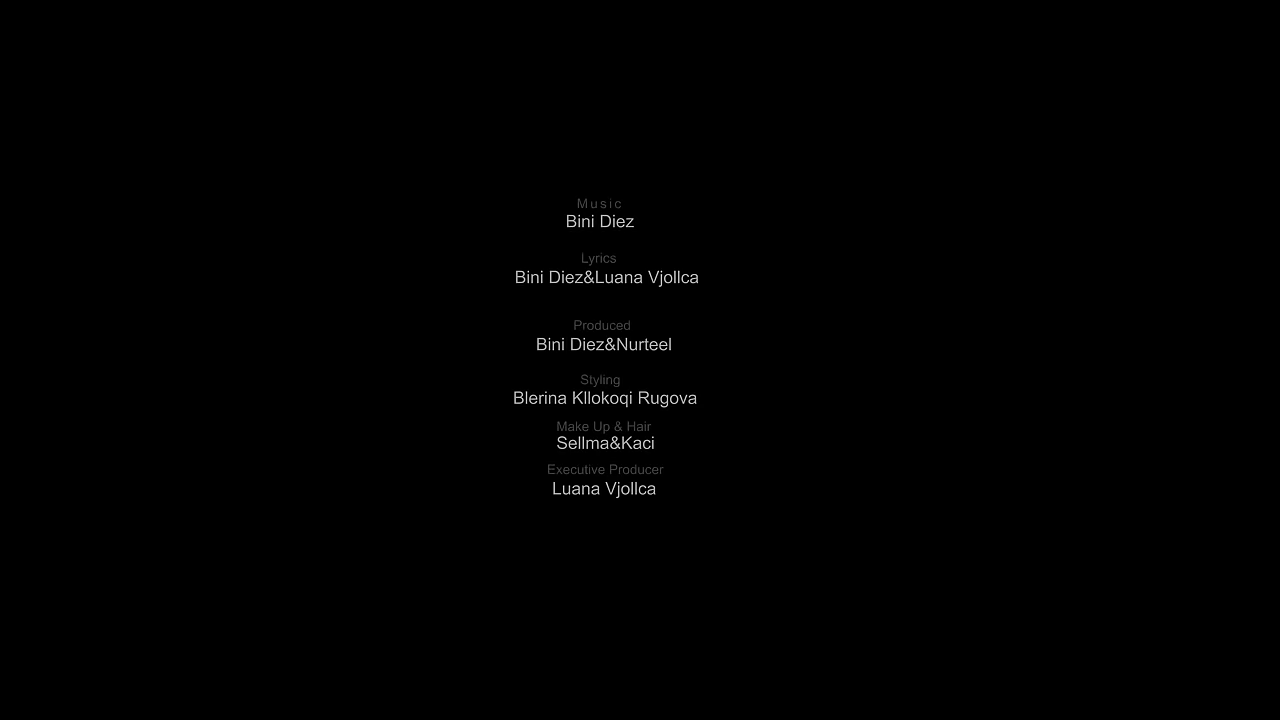 Music
Bini Diez
Lyrics
Bini Diez&Luana Vjollca
Produced
Bini Diez&Nurteel
Styling
Blerina Kllokoqi Rugova
Make Up & Hair
Sellma&Kaci
Executive Producer
Luana Vjollca